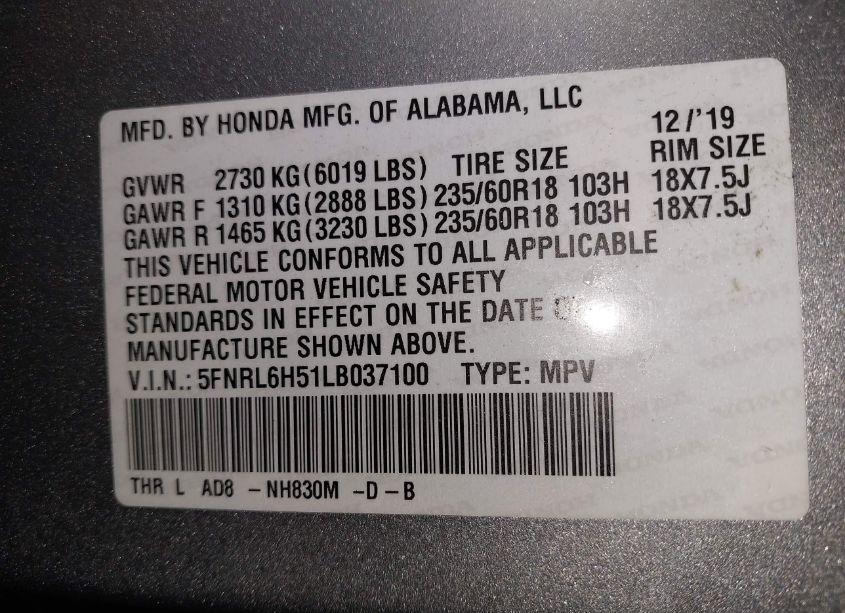 MFD. BY HONDA MFG. OF ALABAMA, LLC
12/'19
GVWR 2730 KG (6019 LBS) TIRE SIZE RIM SIZE
GAWR F 1310 KG (2888 LBS) 235/60R18 103H 18X7.5J
GAWR R 1465 KG (3230 LBS) 235/60R18 103H 18X7.5J
THIS VEHICLE CONFORMS TO ALL APPLICABLE
FEDERAL MOTOR VEHICLE SAFETY
STANDARDS IN EFFECT ON THE DATE
MANUFACTURE SHOWN ABOVE.
V.I.N.: 5FNRL6H51LB037100 TYPE: MPV
THR L AD8 -NH830M -D-B